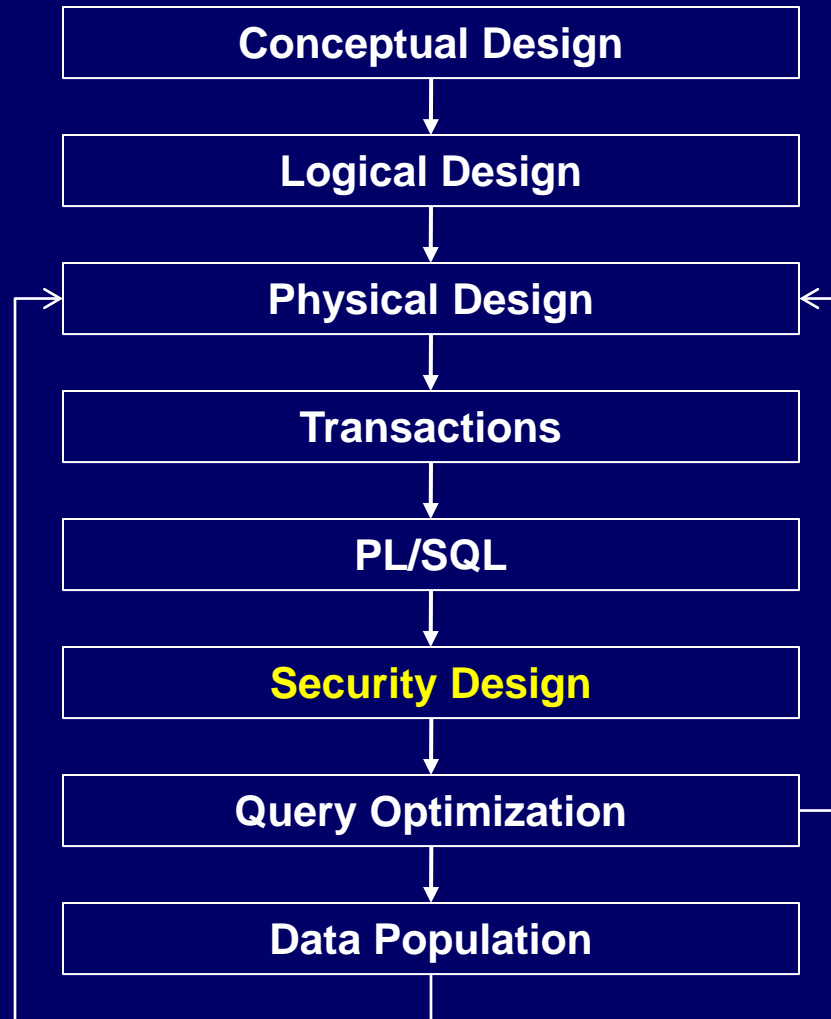 Conceptual Design
Logical Design
Physical Design
Transactions
PL/SQL
Security Design
Query Optimization
Data Population